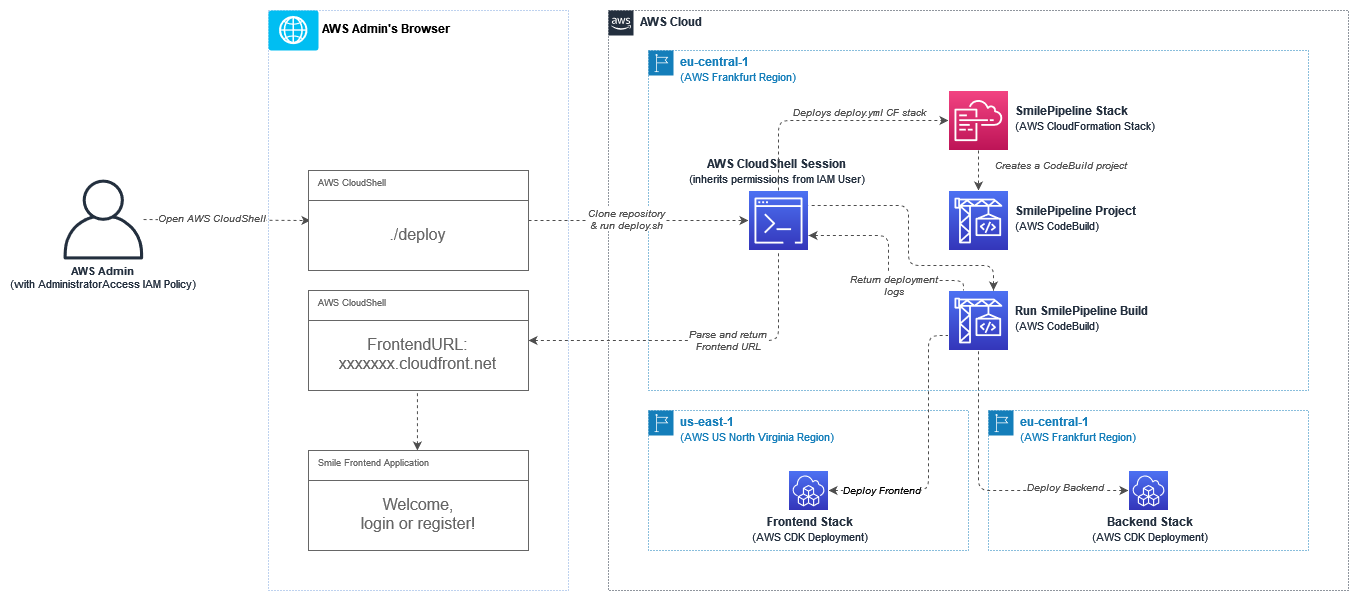 AWS Admin's Browser
aws
AWS Cloud
eu-central-1
(AWS Frankfurt Region)
Deploys deploy.yml CF stack
SmilePipeline Stack
(AWS CloudFormation Stack)
Creates a CodeBuild project
AWS CloudShell Session
(inherits permissions from IAM User)
AWS CloudShell
./deploy
Open AWS CloudShell
Clone repository
& run deploy.sh
SmilePipeline Project
(AWS CodeBuild)
AWS Admin
(with AdministratorAccess IAM Policy)
Return deployment
logs
AWS CloudShell
FrontendURL:
xxxxxxx.cloudfront.net
Parse and return
Frontend URL
Run SmilePipeline Build
(AWS CodeBuild)
us-east-1
(AWS US North Virginia Region)
eu-central-1
(AWS Frankfurt Region)
Smile Frontend Application
Welcome,
login or register!
Deploy Frontend
Frontend Stack
(AWS CDK Deployment)
Deploy Backend
Backend Stack
(AWS CDK Deployment)